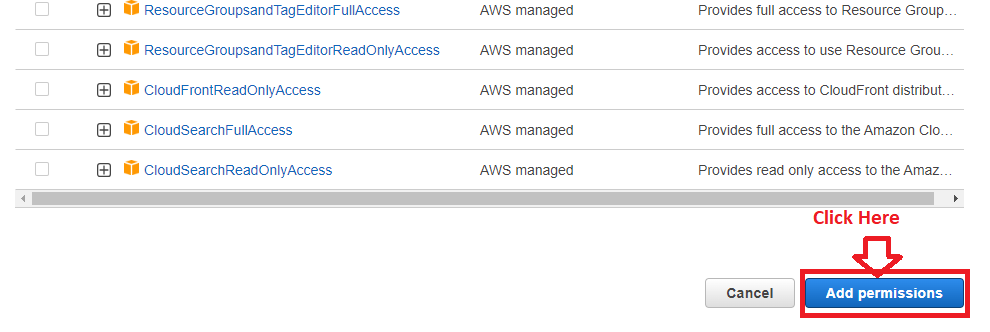 ResourceGroupsandTagEditorFullAccess AWS managed Provides full access to Resource Group…
ResourceGroupsandTagEditorReadOnlyAccess AWS managed Provides access to use Resource Grou…
CloudFrontReadOnlyAccess AWS managed Provides access to CloudFront distribut…
CloudSearchFullAccess AWS managed Provides full access to the Amazon Clo…
CloudSearchReadOnlyAccess AWS managed Provides read only access to the Amaz…
Click Here
Cancel Add permissions